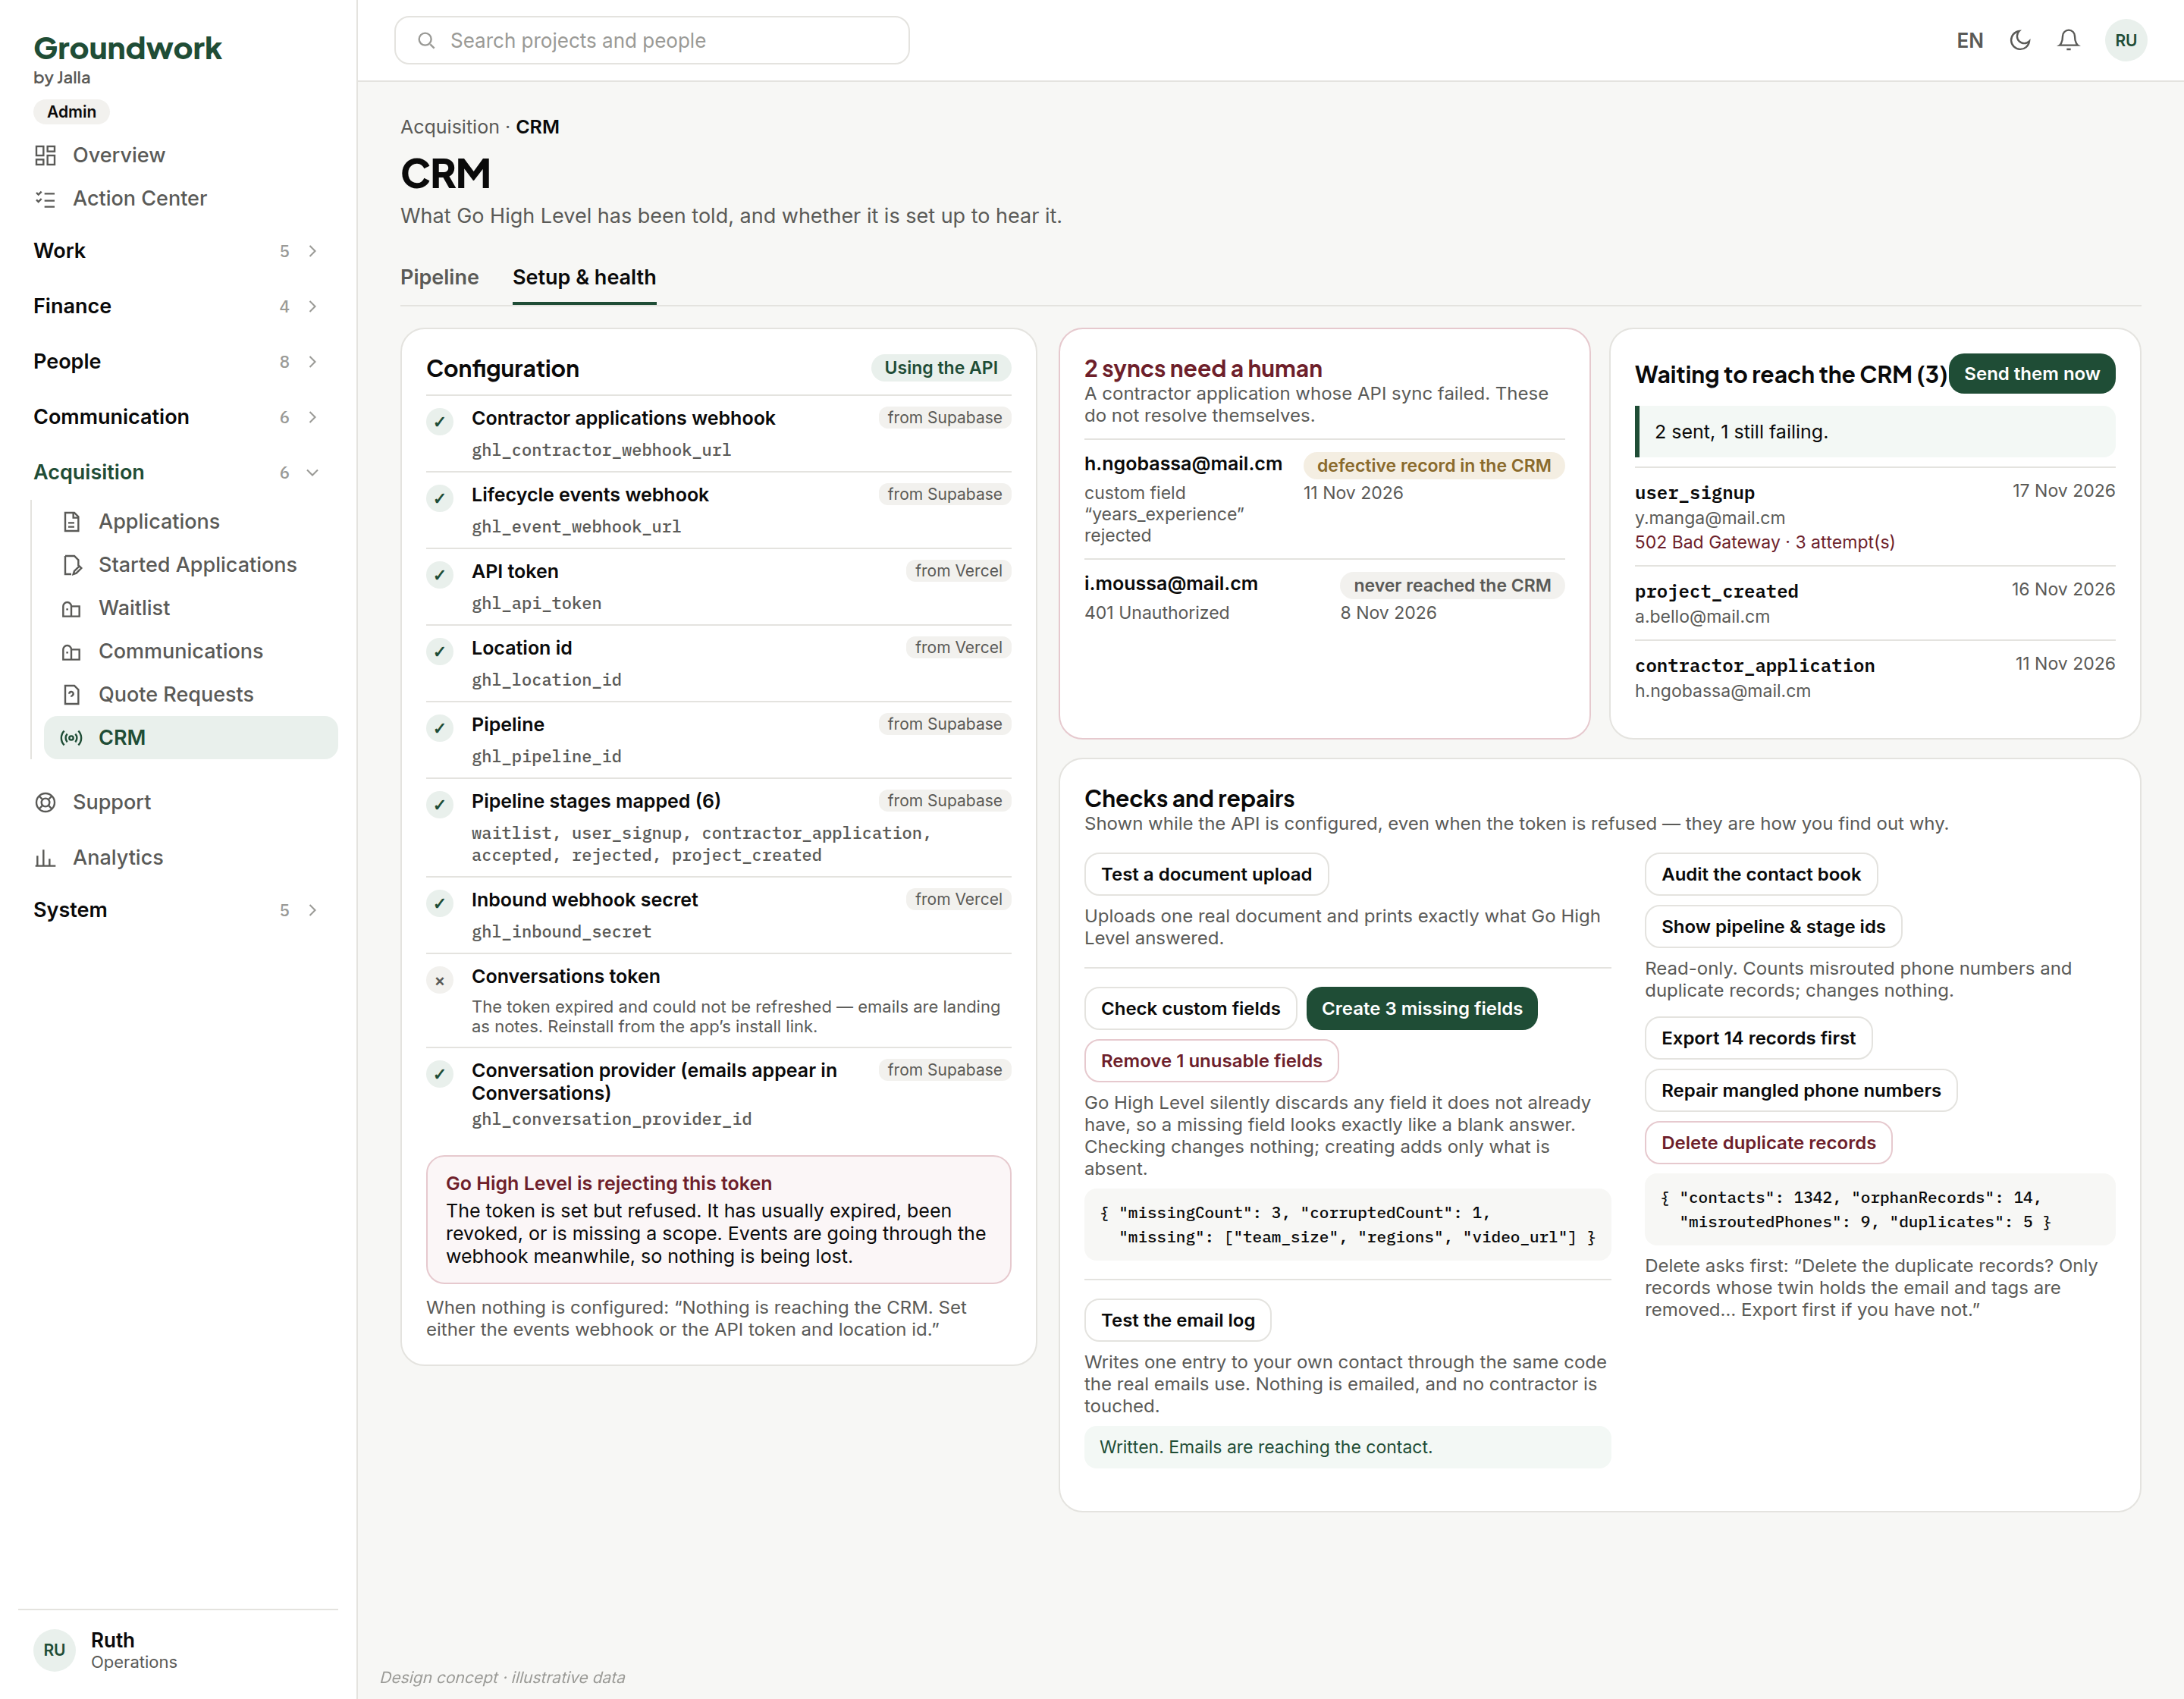 Groundwork
by Jalla
Admin
Overview
Action Center
Work 5
Finance 4
People 8
Communication 6
Acquisition 6
Applications
Started Applications
Waitlist
Communications
Quote Requests
CRM
Support
Analytics
System 5
RU
Ruth
Operations
Search projects and people
EN
RU
Acquisition · CRM
CRM
What Go High Level has been told, and whether it is set up to hear it.
Pipeline
Setup & health
Configuration
Using the API
✓ Contractor applications webhook from Supabase
ghl_contractor_webhook_url
✓ Lifecycle events webhook from Supabase
ghl_event_webhook_url
✓ API token from Vercel
ghl_api_token
✓ Location id from Vercel
ghl_location_id
✓ Pipeline from Supabase
ghl_pipeline_id
✓ Pipeline stages mapped (6) from Supabase
waitlist, user_signup, contractor_application,
accepted, rejected, project_created
✓ Inbound webhook secret from Vercel
ghl_inbound_secret
× Conversations token
The token expired and could not be refreshed — emails are landing
as notes. Reinstall from the app’s install link.
✓ Conversation provider (emails appear in from Supabase
Conversations)
ghl_conversation_provider_id
Go High Level is rejecting this token
The token is set but refused. It has usually expired, been
revoked, or is missing a scope. Events are going through the
webhook meanwhile, so nothing is being lost.
When nothing is configured: “Nothing is reaching the CRM. Set
either the events webhook or the API token and location id.”
2 syncs need a human
A contractor application whose API sync failed. These
do not resolve themselves.
h.ngobassa@mail.cm defective record in the CRM
custom field 11 Nov 2026
“years_experience”
rejected
i.moussa@mail.cm never reached the CRM
401 Unauthorized 8 Nov 2026
Waiting to reach the CRM (3) Send them now
2 sent, 1 still failing.
user_signup 17 Nov 2026
y.manga@mail.cm
502 Bad Gateway · 3 attempt(s)
project_created 16 Nov 2026
a.bello@mail.cm
contractor_application 11 Nov 2026
h.ngobassa@mail.cm
Checks and repairs
Shown while the API is configured, even when the token is refused — they are how you find out why.
Test a document upload
Uploads one real document and prints exactly what Go High
Level answered.
Check custom fields Create 3 missing fields
Remove 1 unusable fields
Go High Level silently discards any field it does not already
have, so a missing field looks exactly like a blank answer.
Checking changes nothing; creating adds only what is
absent.
{ "missingCount": 3, "corruptedCount": 1,
"missing": ["team_size", "regions", "video_url"] }
Test the email log
Writes one entry to your own contact through the same code
the real emails use. Nothing is emailed, and no contractor is
touched.
Written. Emails are reaching the contact.
Audit the contact book
Show pipeline & stage ids
Read-only. Counts misrouted phone numbers and
duplicate records; changes nothing.
Export 14 records first
Repair mangled phone numbers
Delete duplicate records
{ "contacts": 1342, "orphanRecords": 14,
"misroutedPhones": 9, "duplicates": 5 }
Delete asks first: “Delete the duplicate records? Only
records whose twin holds the email and tags are
removed… Export first if you have not.”
Design concept · illustrative data